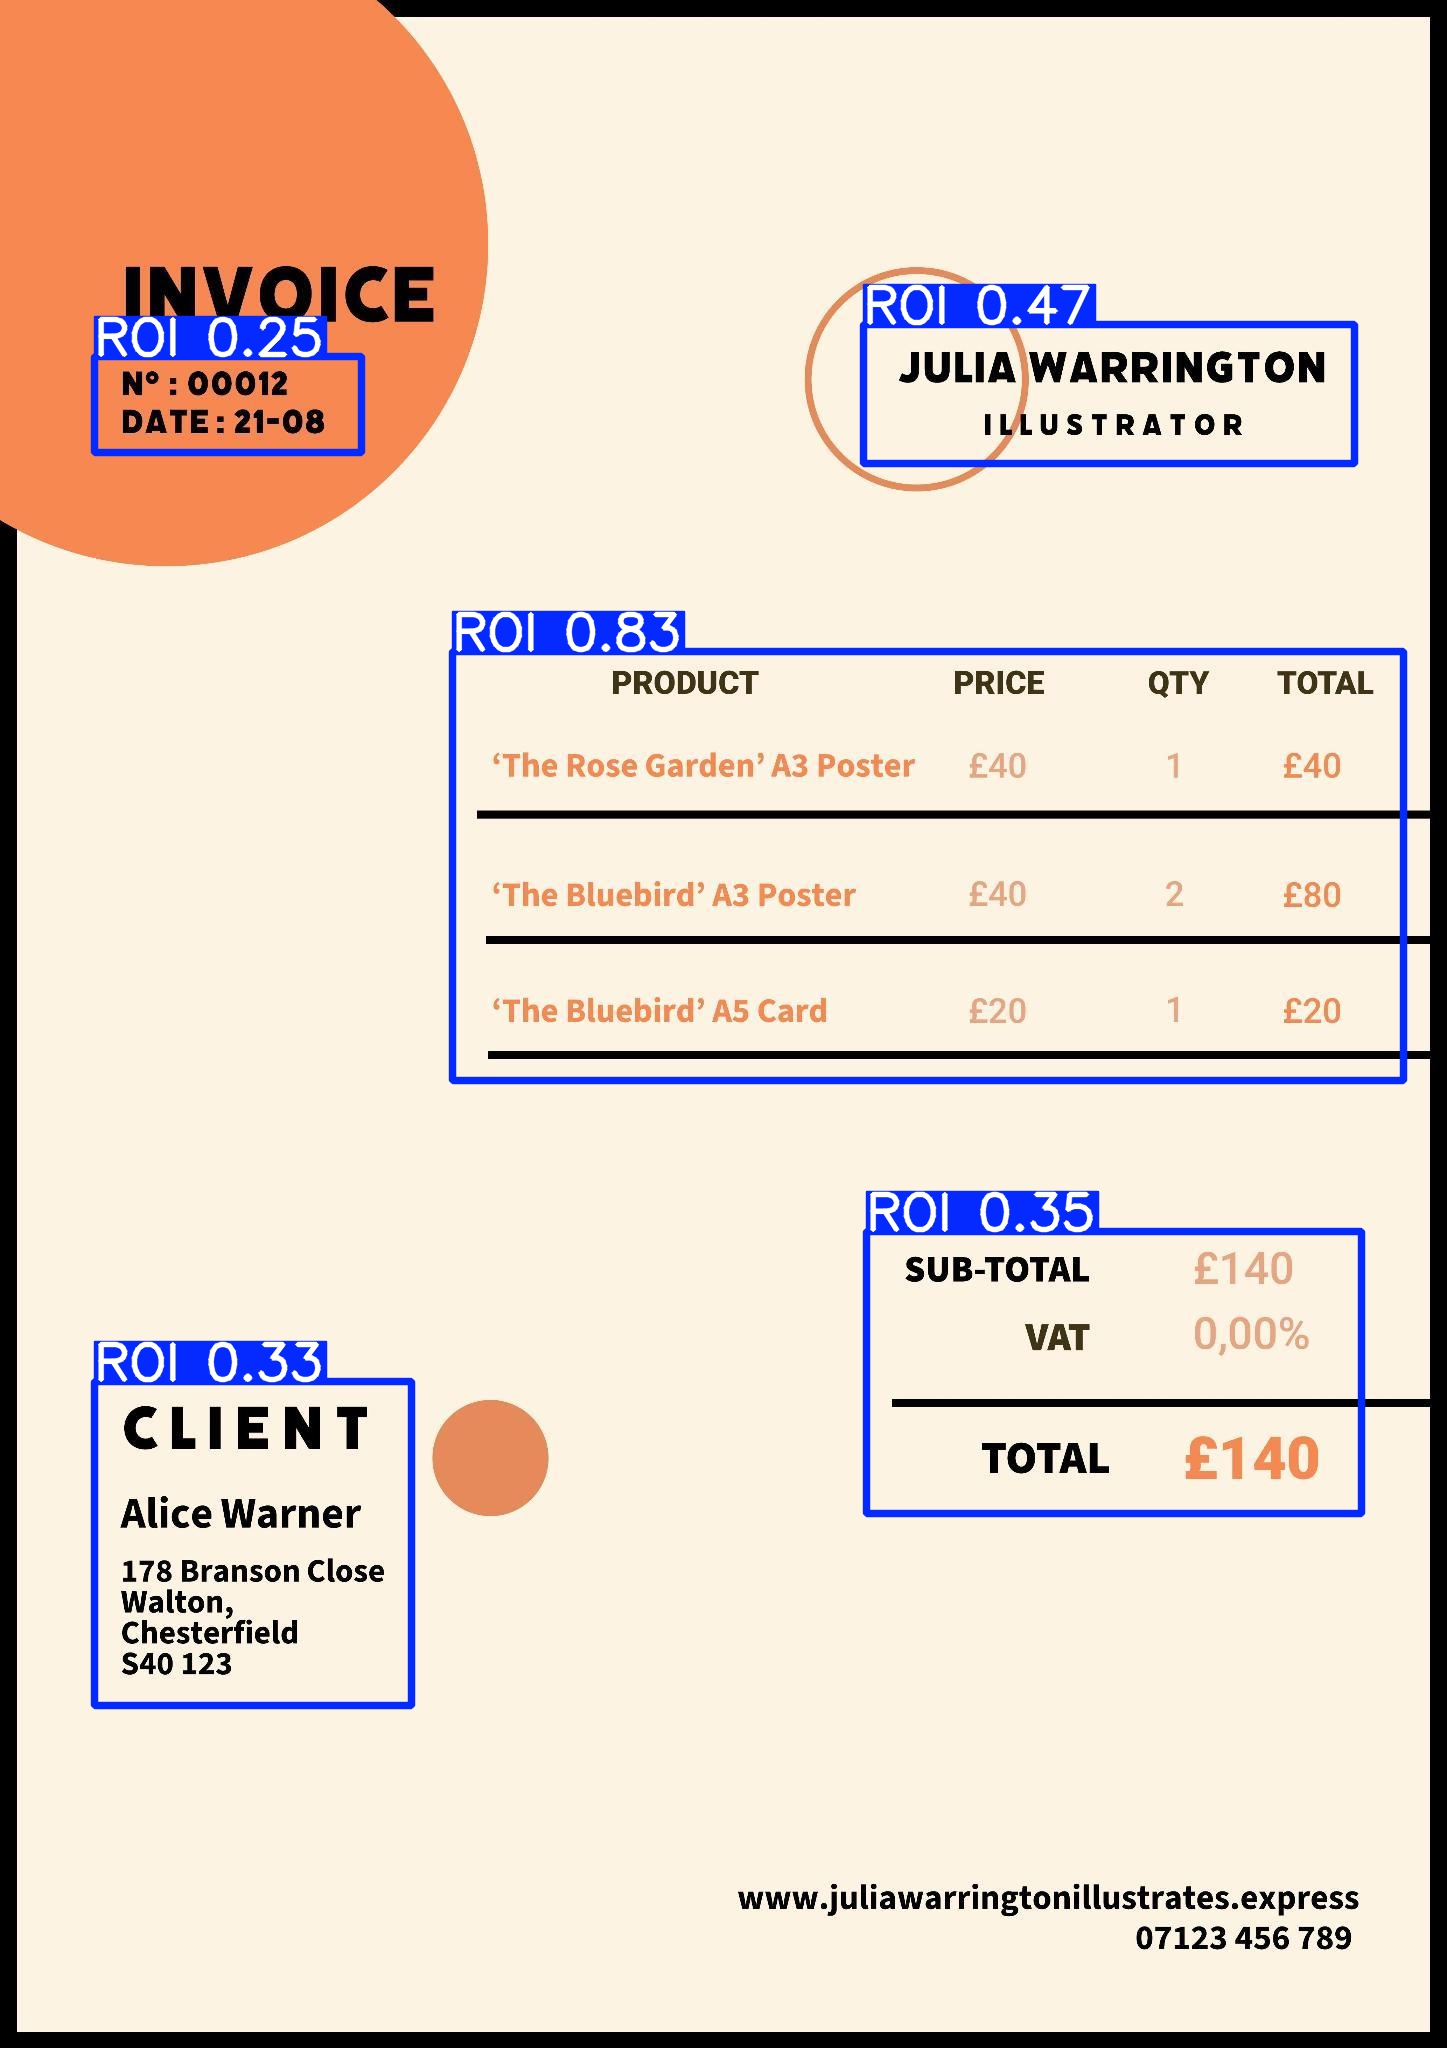 INVOICE
ROI 0.25
N° : 00012
DATE : 21-08
ROI 0.47
JULIA WARRINGTON
ILLUSTRATOR
ROI 0.83
PRODUCT PRICE QTY TOTAL
‘The Rose Garden’ A3 Poster £40 1 £40
‘The Bluebird’ A3 Poster £40 2 £80
‘The Bluebird’ A5 Card £20 1 £20
ROI 0.35
SUB-TOTAL £140
VAT 0,00%
TOTAL £140
ROI 0.33
CLIENT
Alice Warner
178 Branson Close
Walton,
Chesterfield
S40 123
www.juliawarringtonillustrates.express
07123 456 789